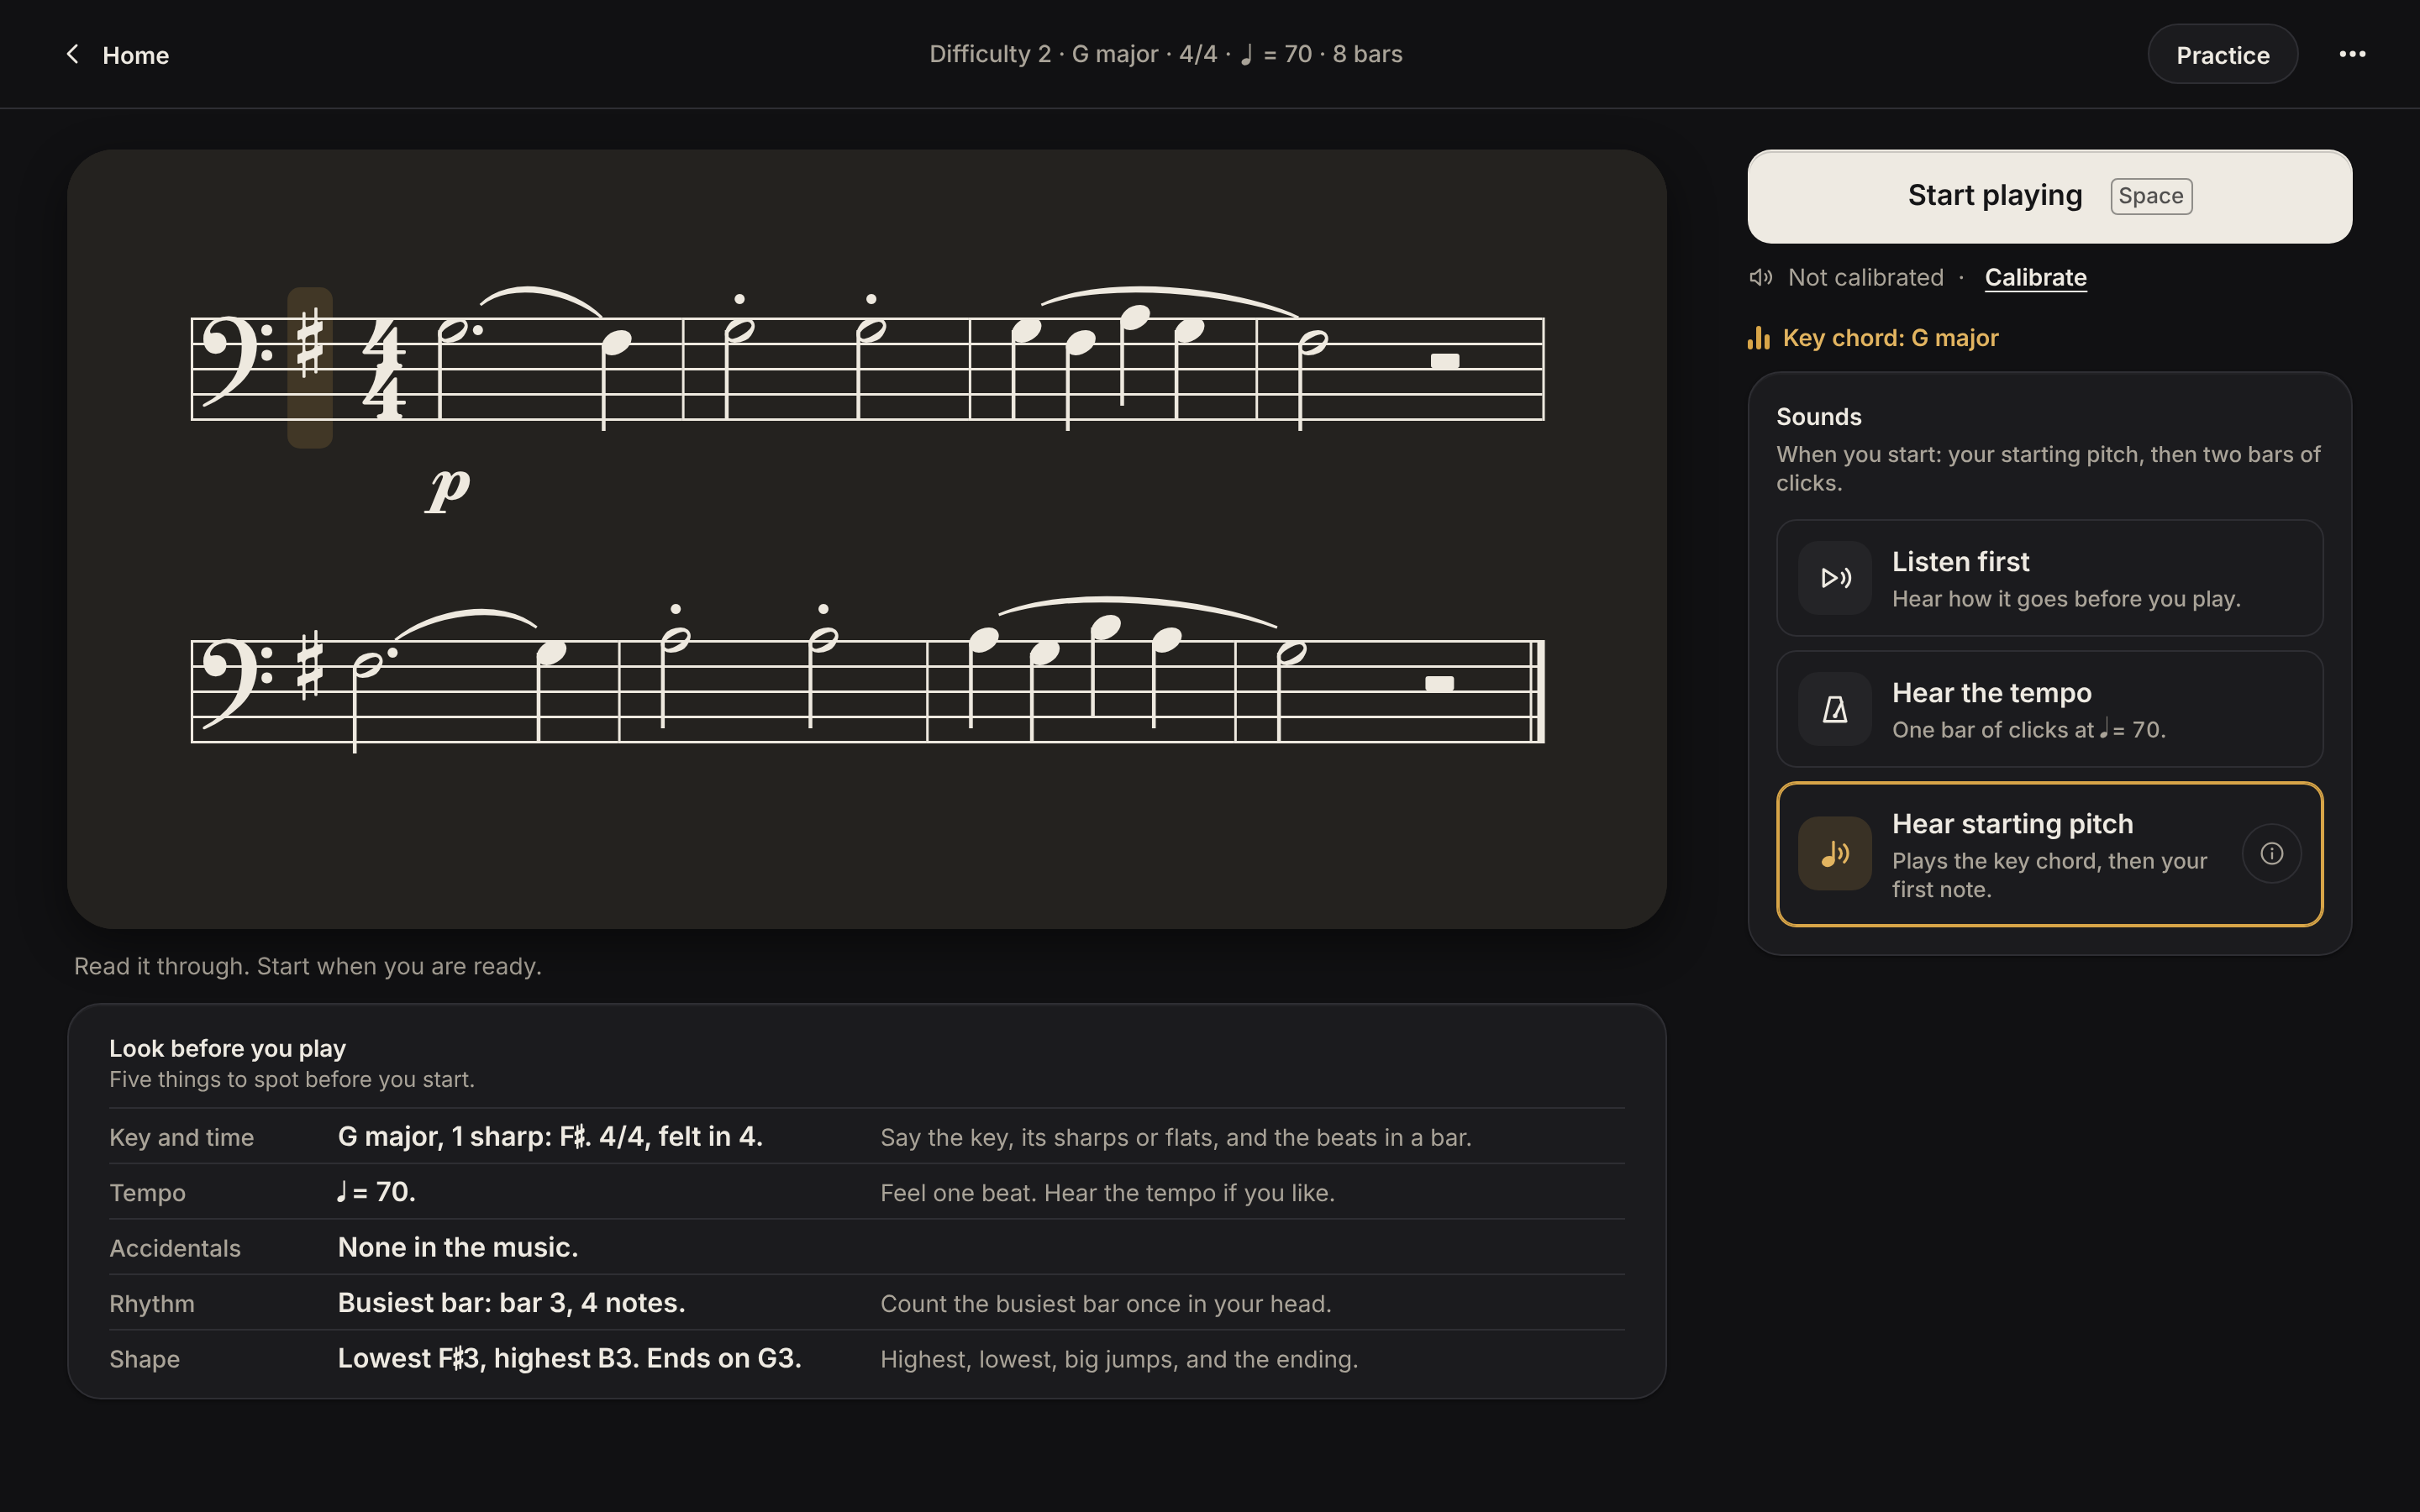 Home
Difficulty 2 · G major · 4/4 · ♩ = 70 · 8 bars
Practice
Start playing Space
Not calibrated · Calibrate
Key chord: G major
Sounds
When you start: your starting pitch, then two bars of
clicks.
Listen first
Hear how it goes before you play.
Hear the tempo
One bar of clicks at ♩= 70.
Hear starting pitch
Plays the key chord, then your
first note.
4
4
p
Read it through. Start when you are ready.
Look before you play
Five things to spot before you start.
Key and time G major, 1 sharp: F♯. 4/4, felt in 4. Say the key, its sharps or flats, and the beats in a bar.
Tempo ♩= 70. Feel one beat. Hear the tempo if you like.
Accidentals None in the music.
Rhythm Busiest bar: bar 3, 4 notes. Count the busiest bar once in your head.
Shape Lowest F♯3, highest B3. Ends on G3. Highest, lowest, big jumps, and the ending.